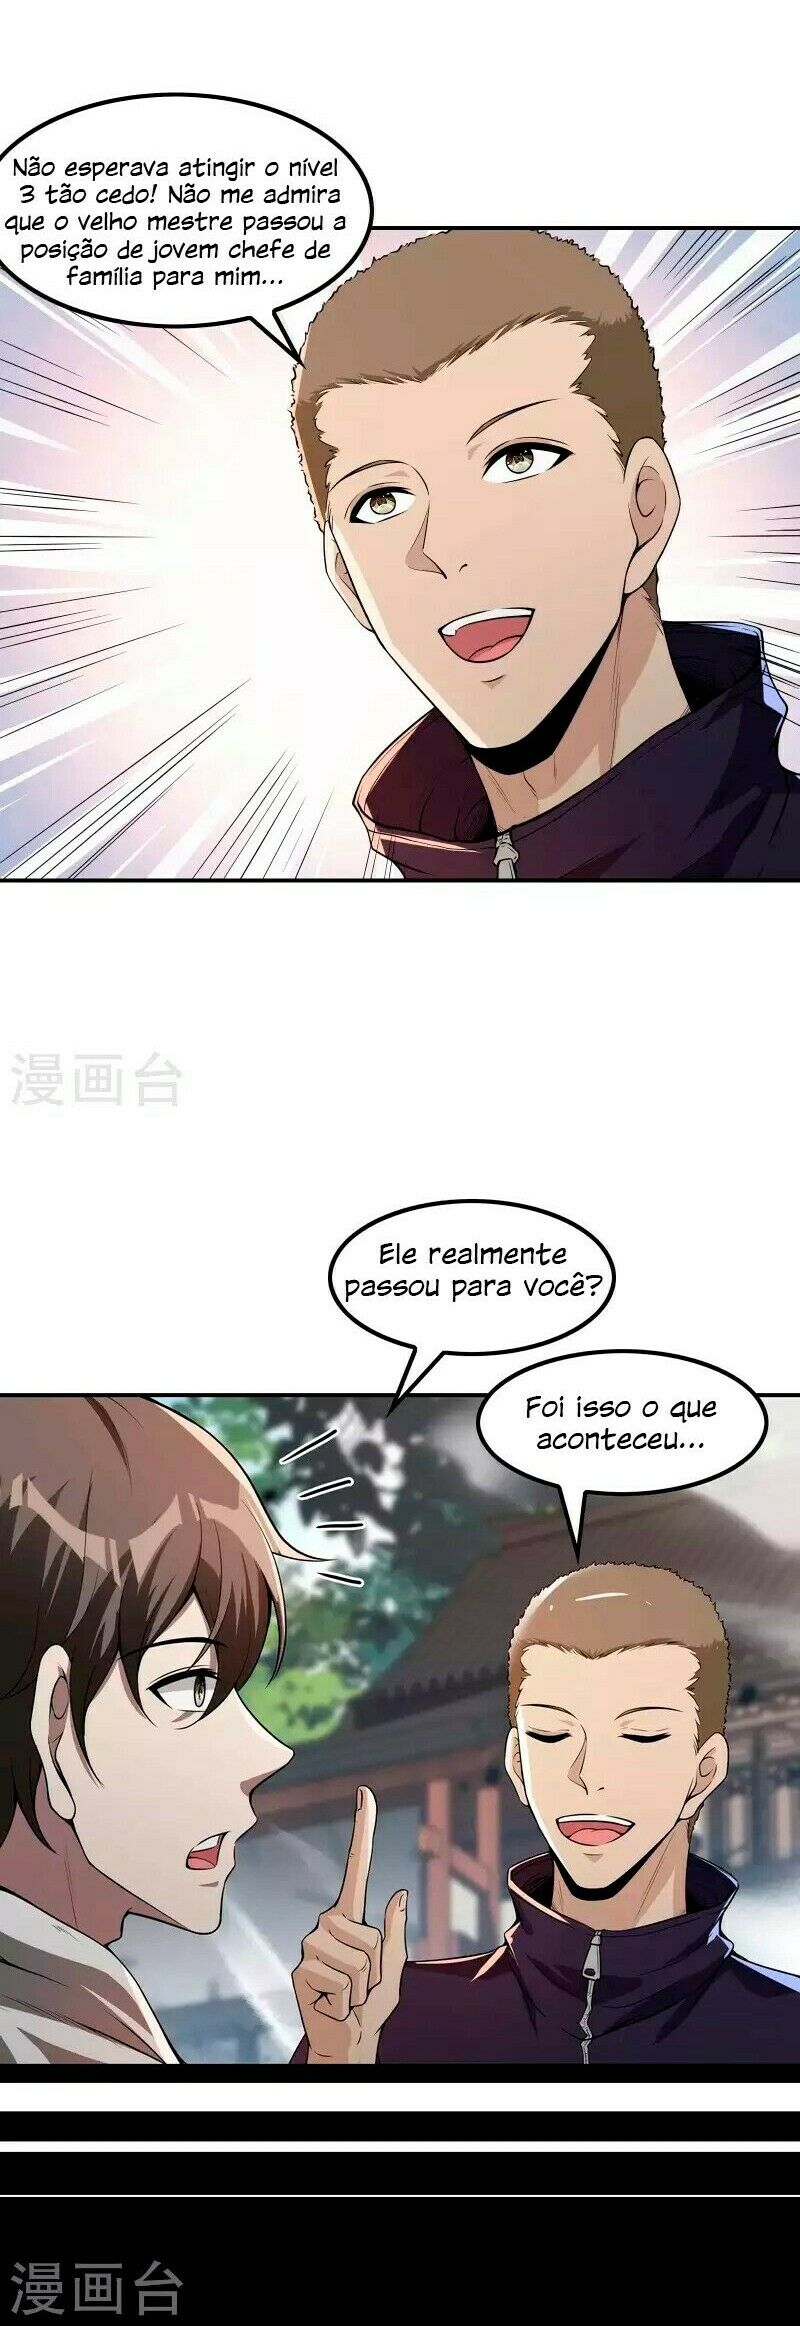 Não esperava atingir o nível
3 tão cedo! Não me admira
que o velho mestre passou a
posição de jovem chefe de
família para mim...
漫画台
Ele realmente
passou para você?
Foi isso o que
aconteceu...
漫画台